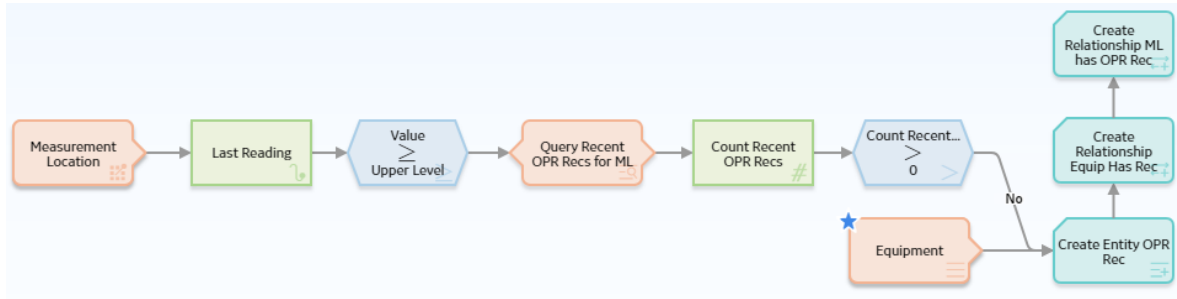 Measurement
Location
Last Reading
Value
≥
Upper Level
Query Recent
OPR Recs for ML
Count Recent
OPR Recs
#
Count Recent...
>
0
No
Equipment
Create Entity OPR
Rec
Create
Relationship
Equip Has Rec
Create
Relationship ML
has OPR Rec